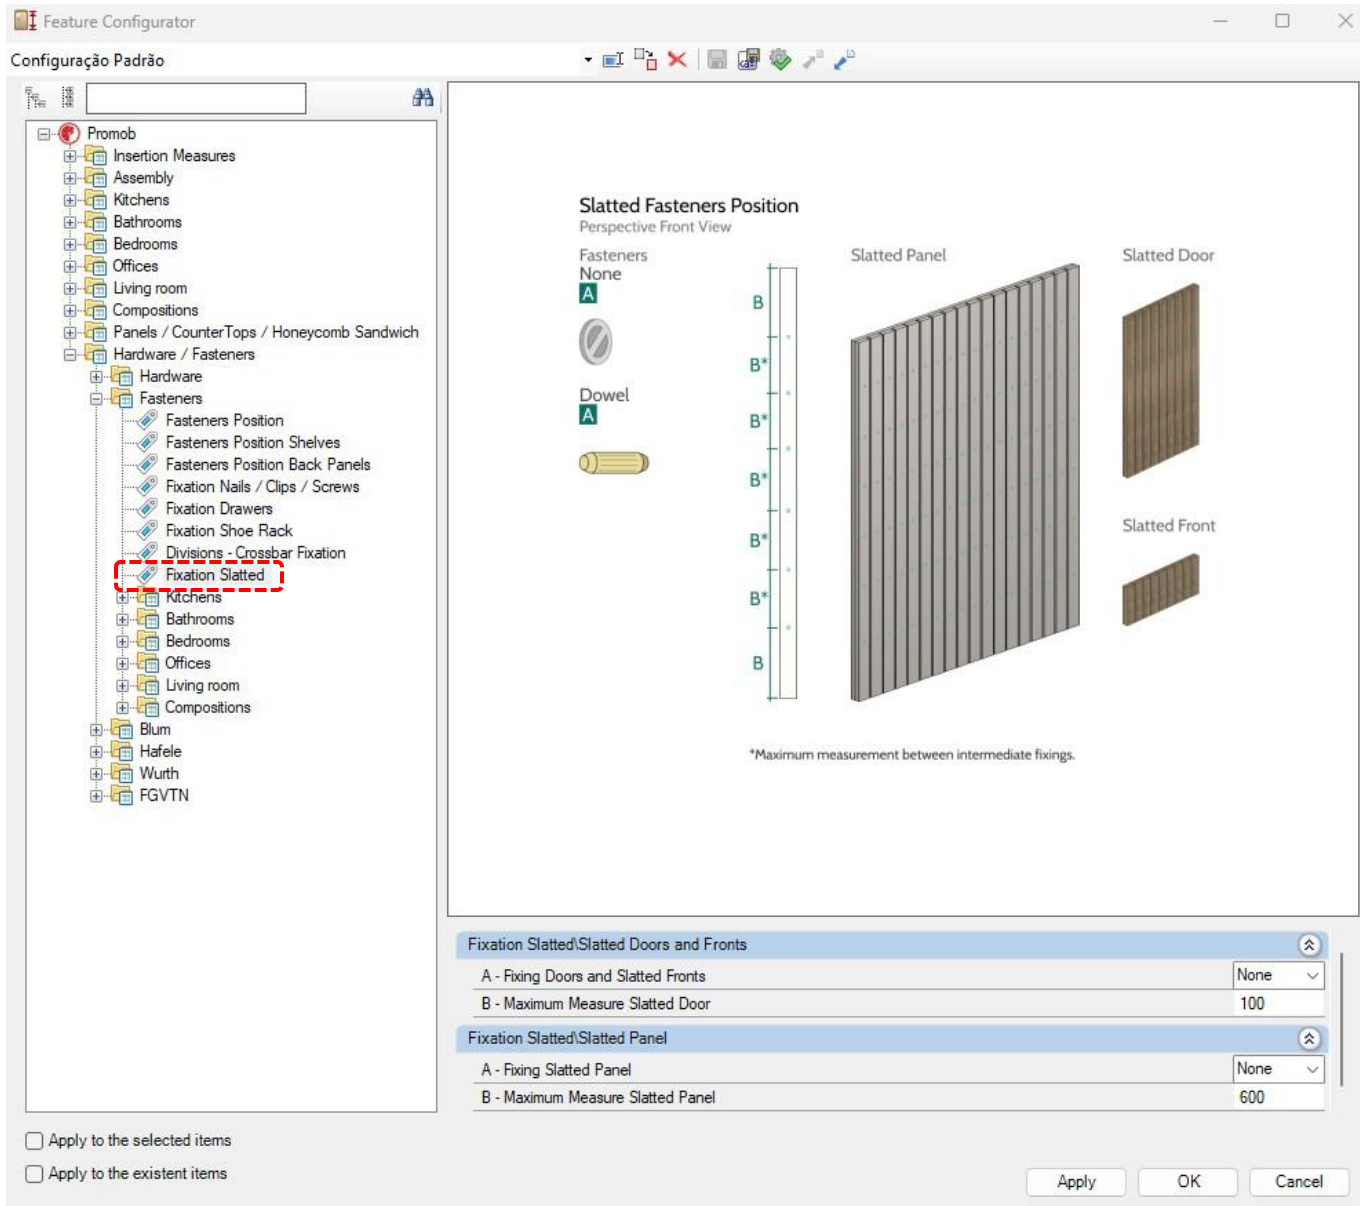 Feature Configurator
Configuração Padrão
Promob
Insertion Measures
Assembly
Kitchens
Bathrooms
Bedrooms
Offices
Living room
Compositions
Panels / CounterTops / Honeycomb Sandwich
Hardware / Fasteners
Hardware
Fasteners
Fasteners Position
Fasteners Position Shelves
Fasteners Position Back Panels
Fixation Nails / Clips / Screws
Fixation Drawers
Fixation Shoe Rack
Divisions - Crossbar Fixation
Fixation Slatted
Kitchens
Bathrooms
Bedrooms
Offices
Living room
Compositions
Blum
Hafele
Wurth
FGVTN
Slatted Fasteners Position
Perspective Front View
Fasteners
None
A
Dowel
A
B
B*
B*
B*
B*
B*
B
Slatted Panel
Slatted Door
Slatted Front
*Maximum measurement between intermediate fixings.
Fixation Slatted\Slatted Doors and Fronts
A - Fixing Doors and Slatted Fronts None
B - Maximum Measure Slatted Door 100
Fixation Slatted\Slatted Panel
A - Fixing Slatted Panel None
B - Maximum Measure Slatted Panel 600
Apply to the selected items
Apply to the existent items
Apply OK Cancel